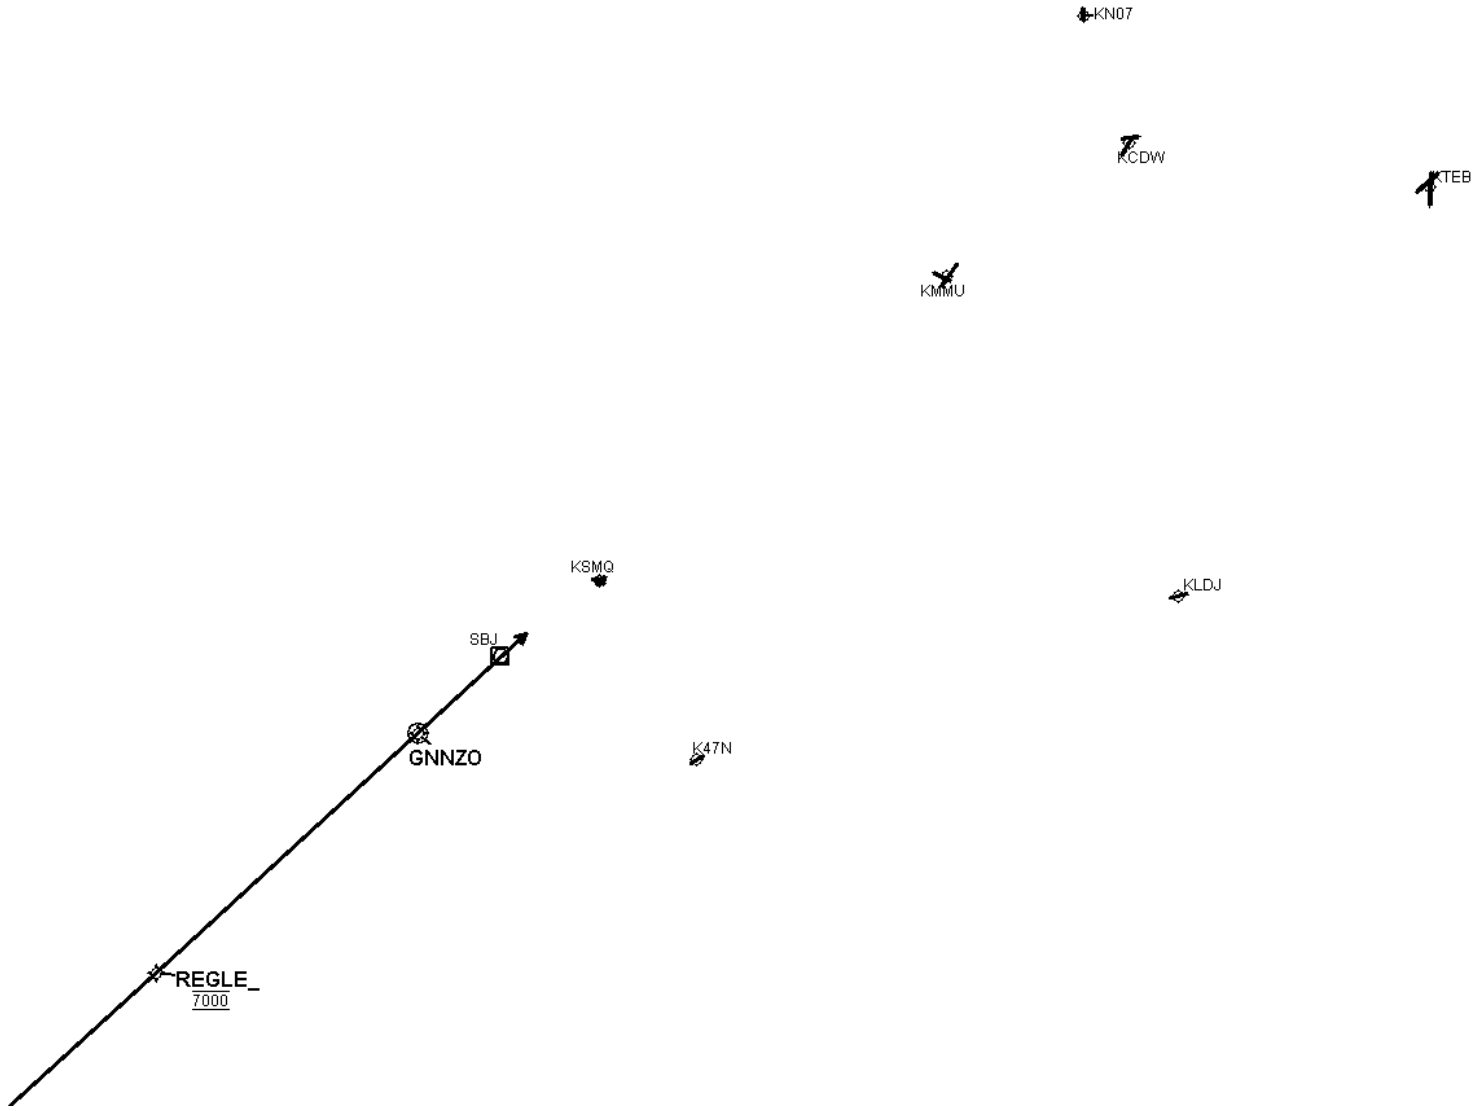 KN07
KCDW
KTEB
KMMU
KSMQ
KLDJ
SBJ
K47N
GNNZO
REGLE_
7000